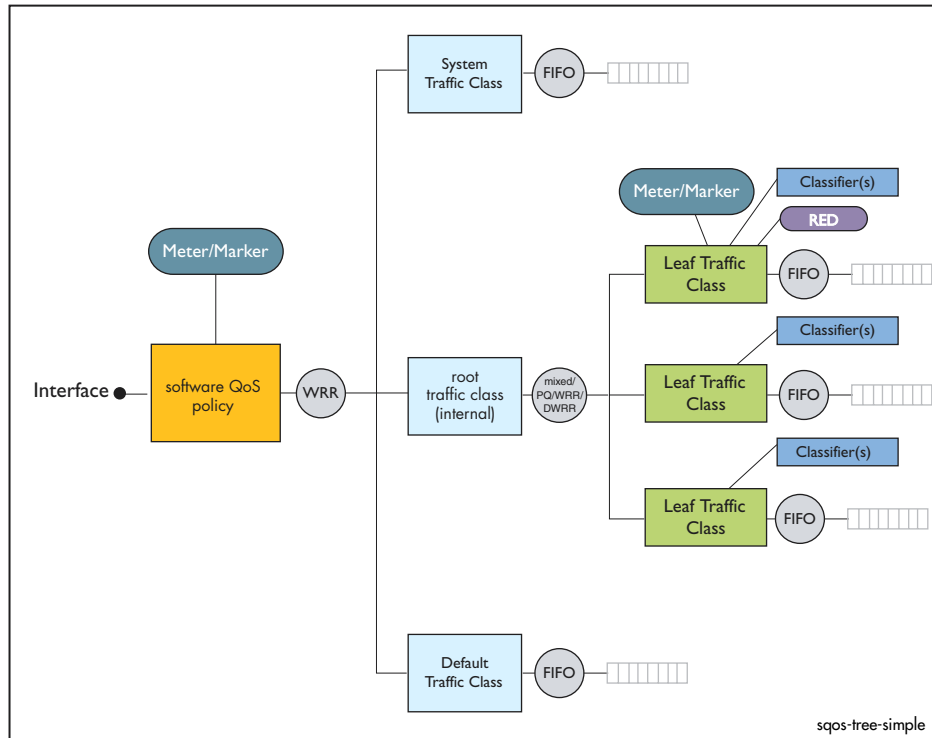 System
Traffic Class
FIFO
Meter/Marker
Classifier(s)
RED
Leaf Traffic
Class
FIFO
Meter/Marker
Interface
software QoS
policy
WRR
root
traffic class
(internal)
mixed/
PQ/WRR/
DWRR
Classifier(s)
Leaf Traffic
Class
FIFO
Classifier(s)
Leaf Traffic
Class
FIFO
Default
Traffic Class
FIFO
sqos-tree-simple